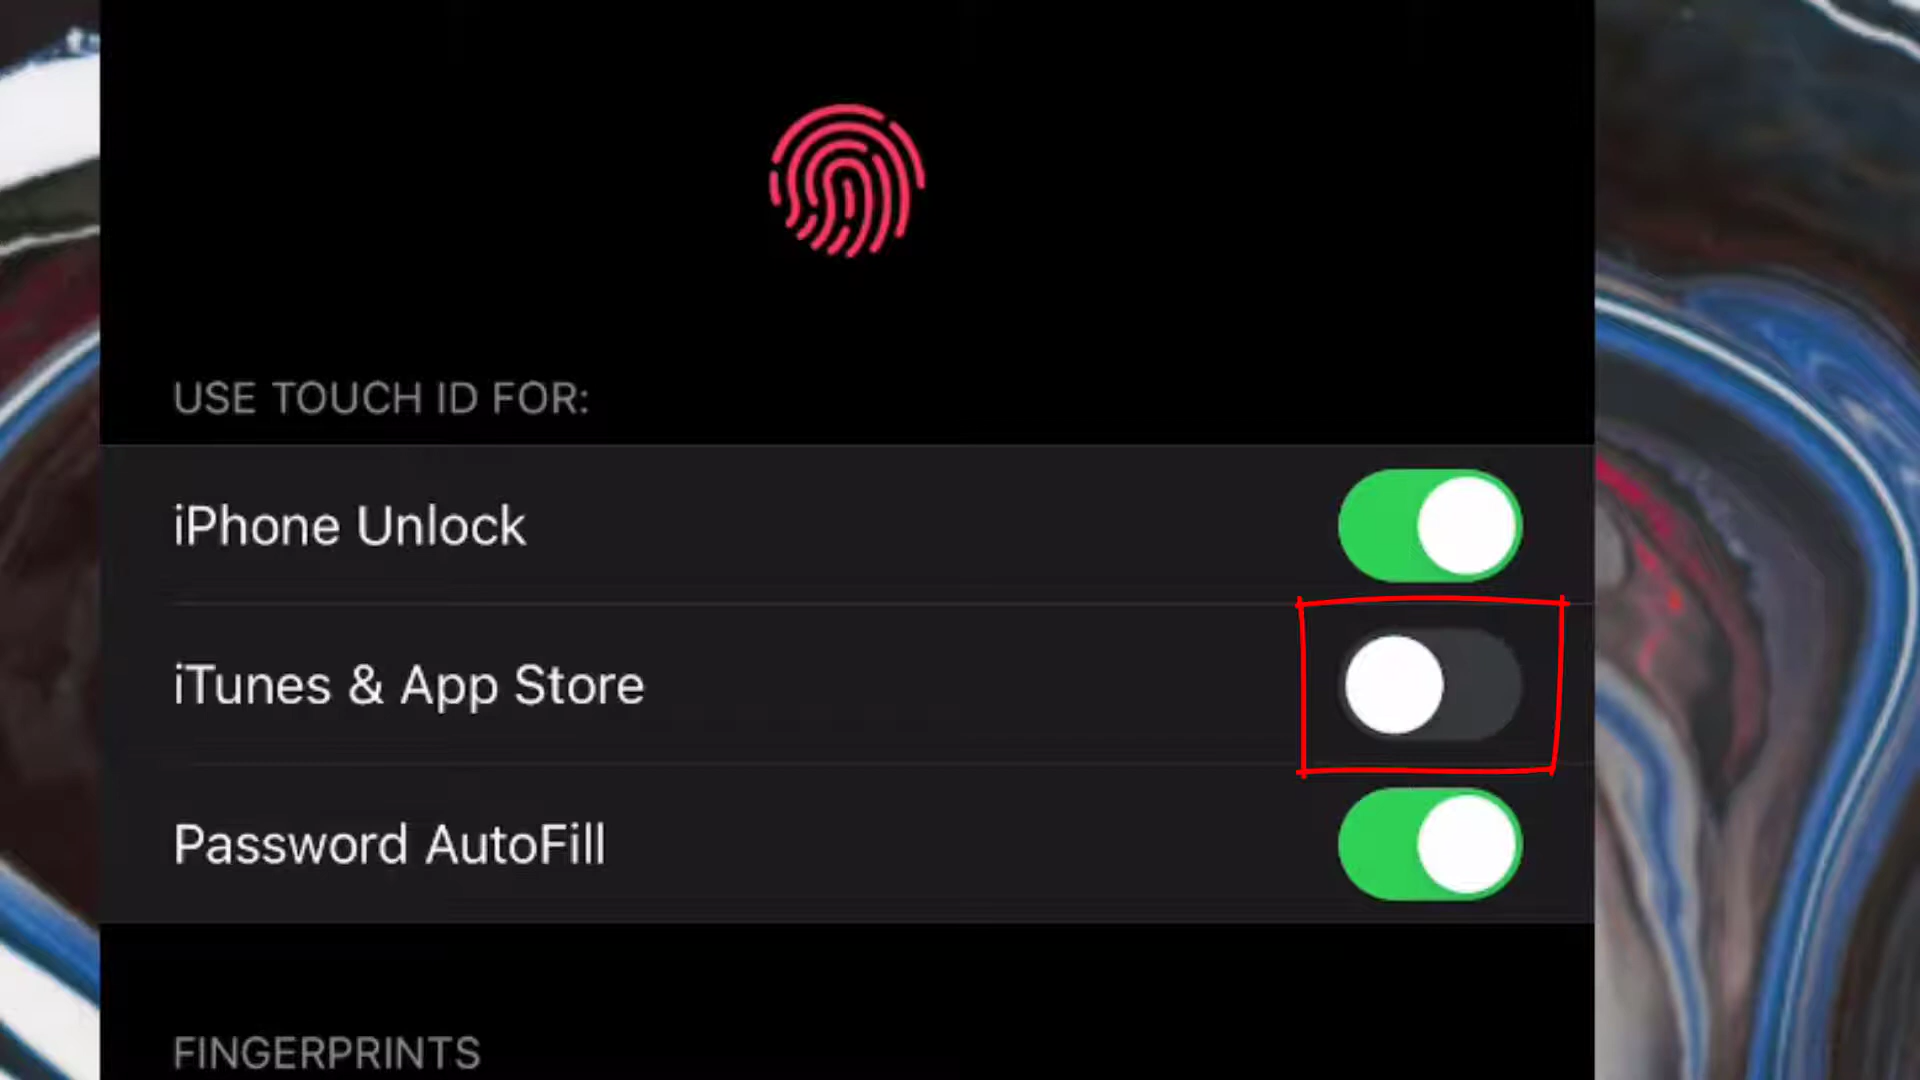 USE TOUCH ID FOR:
iPhone Unlock
iTunes & App Store
Password AutoFill
FINGERPRINTS